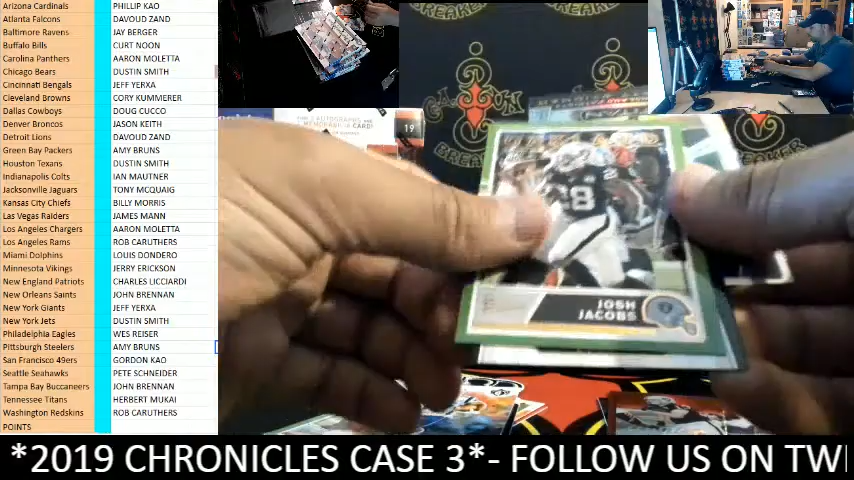 Arizona Cardinals PHILLIP KAO
Atlanta Falcons DAVOUD ZAND
Baltimore Ravens JAY BERGER
Buffalo Bills CURT NOON
Carolina Panthers AARON MOLETTA
Chicago Bears DUSTIN SMITH
Cincinnati Bengals JEFF YERXA
Cleveland Browns CORY KUMMERER
Dallas Cowboys DOUG CUCCO
Denver Broncos JASON KEITH
Detroit Lions DAVOUD ZAND
Green Bay Packers AMY BRUNS
Houston Texans DUSTIN SMITH
Indianapolis Colts IAN MAUTNER
Jacksonville Jaguars TONY MCQUAIG
Kansas City Chiefs BILLY MORRIS
Las Vegas Raiders JAMES MANN
Los Angeles Chargers AARON MOLETTA
Los Angeles Rams ROB CARUTHERS
Miami Dolphins LOUIS DONDERO
Minnesota Vikings JERRY ERICKSON
New England Patriots CHARLES LICCIARDI
New Orleans Saints JOHN BRENNAN
New York Giants JEFF YERXA
New York Jets DUSTIN SMITH
Philadelphia Eagles WES REISER
Pittsburgh Steelers AMY BRUNS
San Francisco 49ers GORDON KAO
Seattle Seahawks PETE SCHNEIDER
Tampa Bay Buccaneers JOHN BRENNAN
Tennessee Titans HERBERT MUKAI
Washington Redskins ROB CARUTHERS
POINTS
BREAKER
19
28
JOSH
JACOBS
*2019 CHRONICLES CASE 3*- FOLLOW US ON TWI